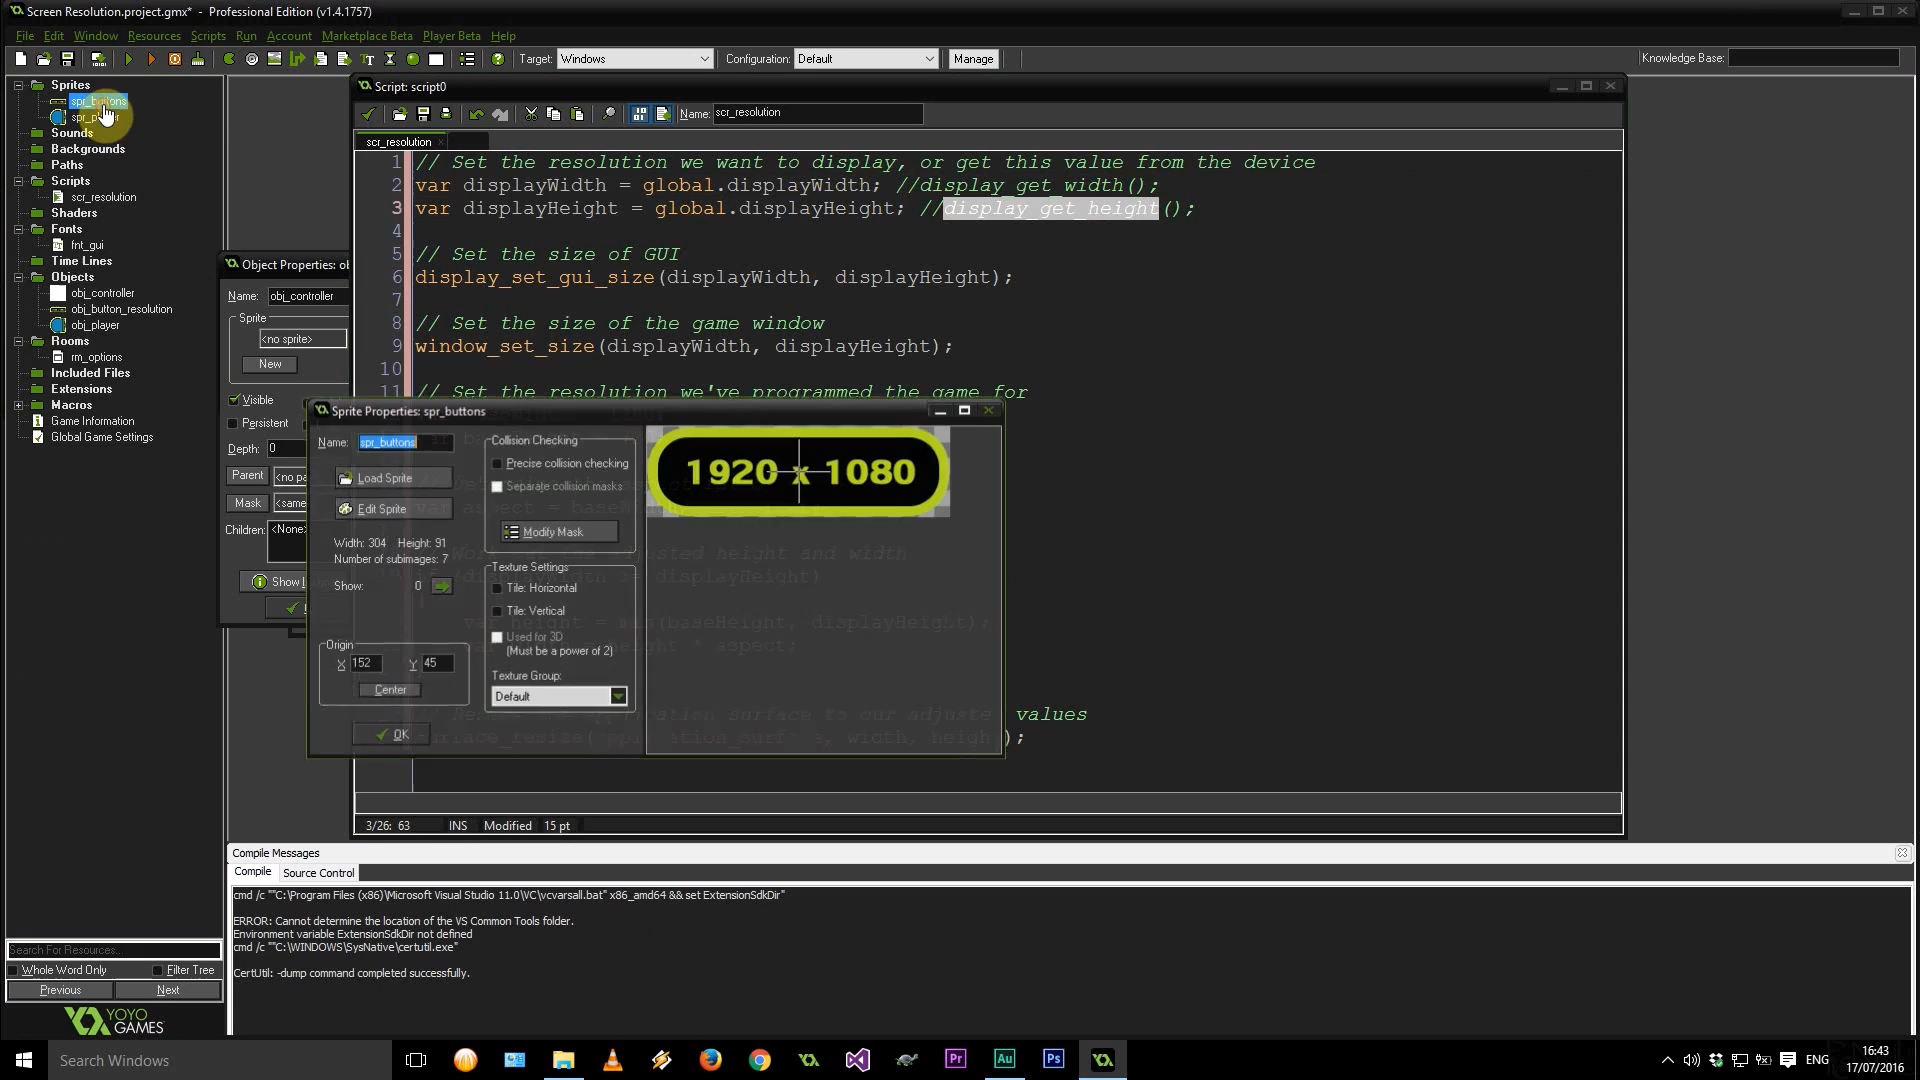 Screen Resolution.project.gmx* - Professional Edition (v1.4.1757)
File Edit Window Resources Scripts Run Account Marketplace Beta Player Beta Help
Target: Windows Configuration: Default Manage Knowledge Base:
Sprites
spr_buttons
Sounds
Backgrounds
Paths
Scripts
scr_resolution
Shaders
Fonts
fnt_gui
Time Lines
Objects
obj_controller
obj_button_resolution
obj_player
Rooms
rm_options
Included Files
Extensions
Macros
Game Information
Global Game Settings
Search For Resources...
Whole Word Only Filter Tree
Previous Next
YOYO
GAMES
Object Properties: ob
Name: obj_controller
Sprite
<no sprite>
New
Visible
Persistent
Depth: 0
Parent <no pa
Mask <same
Children: <None>
Show
Script: script0
Name: scr_resolution
scr_resolution ×
1 // Set the resolution we want to display, or get this value from the device
2 var displayWidth = global.displayWidth; //display_get_width();
3 var displayHeight = global.displayHeight; //display_get_height();
4
5 // Set the size of GUI
6 display_set_gui_size(displayWidth, displayHeight);
7
8 // Set the size of the game window
9 window_set_size(displayWidth, displayHeight);
10
11 // Set the resolution we've programmed the game for
values
);
3/26: 63 INS Modified 15 pt
Sprite Properties: spr_buttons
Name: spr_buttons
Load Sprite
Edit Sprite
Width: 304 Height: 91
Number of subimages: 7
Show: 0
Origin
X 152 Y 45
Center
OK
Collision Checking
Precise collision checking
Separate collision masks
Modify Mask
Texture Settings
Tile: Horizontal
Tile: Vertical
Used for 3D
(Must be a power of 2)
Texture Group:
Default
1920 x 1080
Compile Messages
Compile Source Control
cmd /c ""C:\Program Files (x86)\Microsoft Visual Studio 11.0\VC\vcvarsall.bat" x86_amd64 && set ExtensionSdkDir"
ERROR: Cannot determine the location of the VS Common Tools folder.
Environment variable ExtensionSdkDir not defined
cmd /c ""C:\WINDOWS\SysNative\certutil.exe"
CertUtil: -dump command completed successfully.
Search Windows
Pr Au Ps
ENG
16:43
17/07/2016